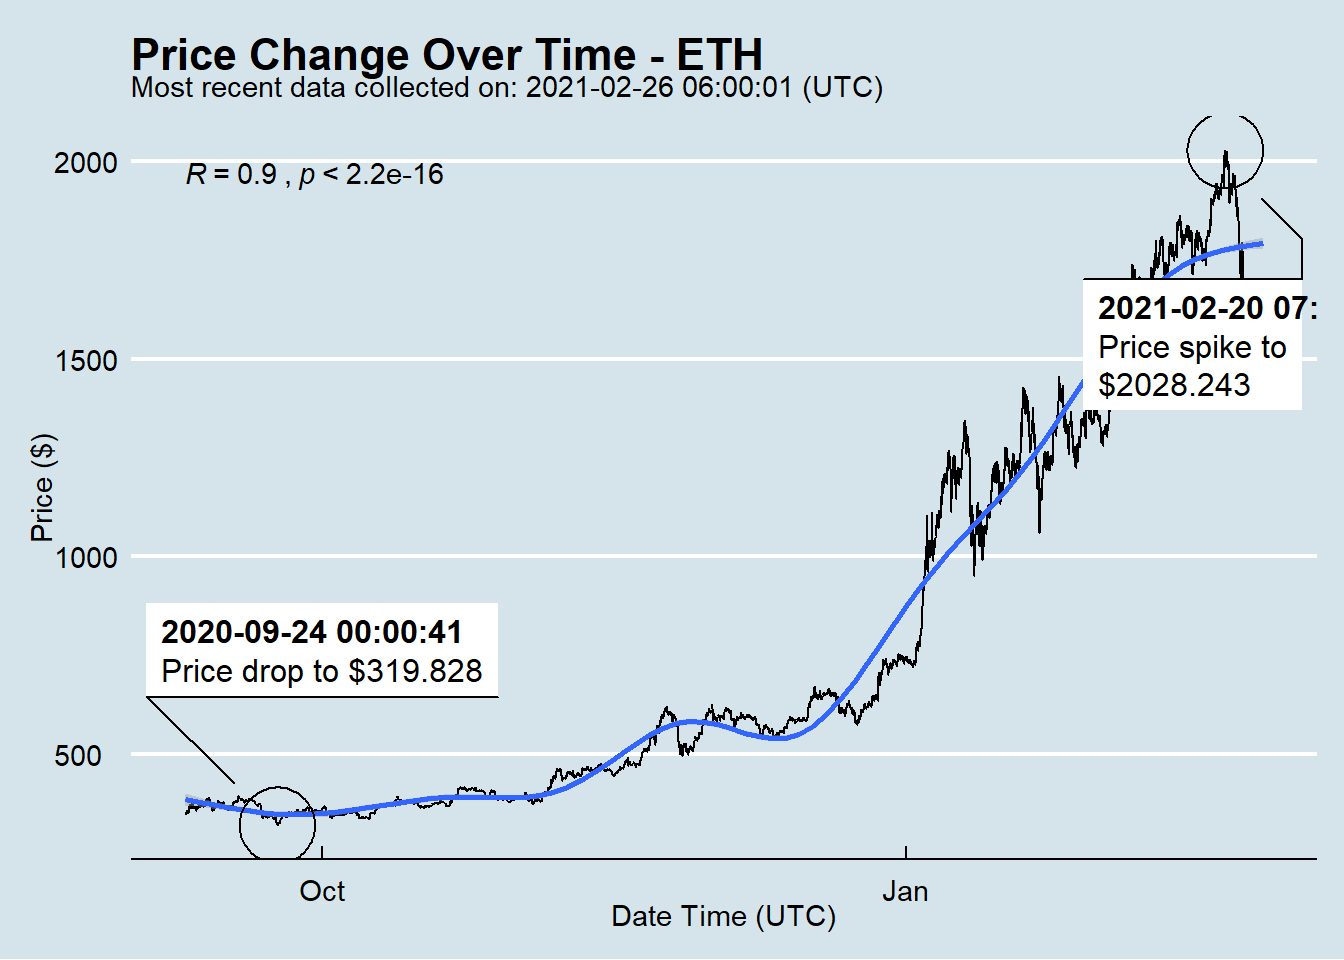 Price Change Over Time - ETH
Most recent data collected on: 2021-02-26 06:00:01 (UTC)
R = 0.9 , p < 2.2e-16
2000
1500
1000
500
Price ($)
2021-02-20 07:
Price spike to
$2028.243
2020-09-24 00:00:41
Price drop to $319.828
Oct
Jan
Date Time (UTC)